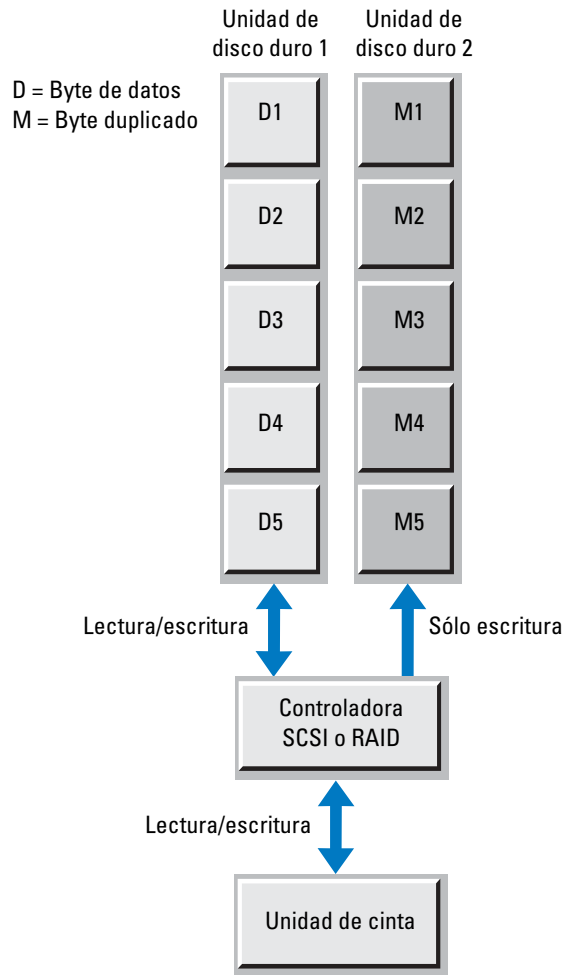 Unidad de
disco duro 1
Unidad de
disco duro 2
D = Byte de datos
M = Byte duplicado
D1
M1
D2
M2
D3
M3
D4
M4
D5
M5
Lectura/escritura
Sólo escritura
Controladora
SCSI o RAID
Lectura/escritura
Unidad de cinta